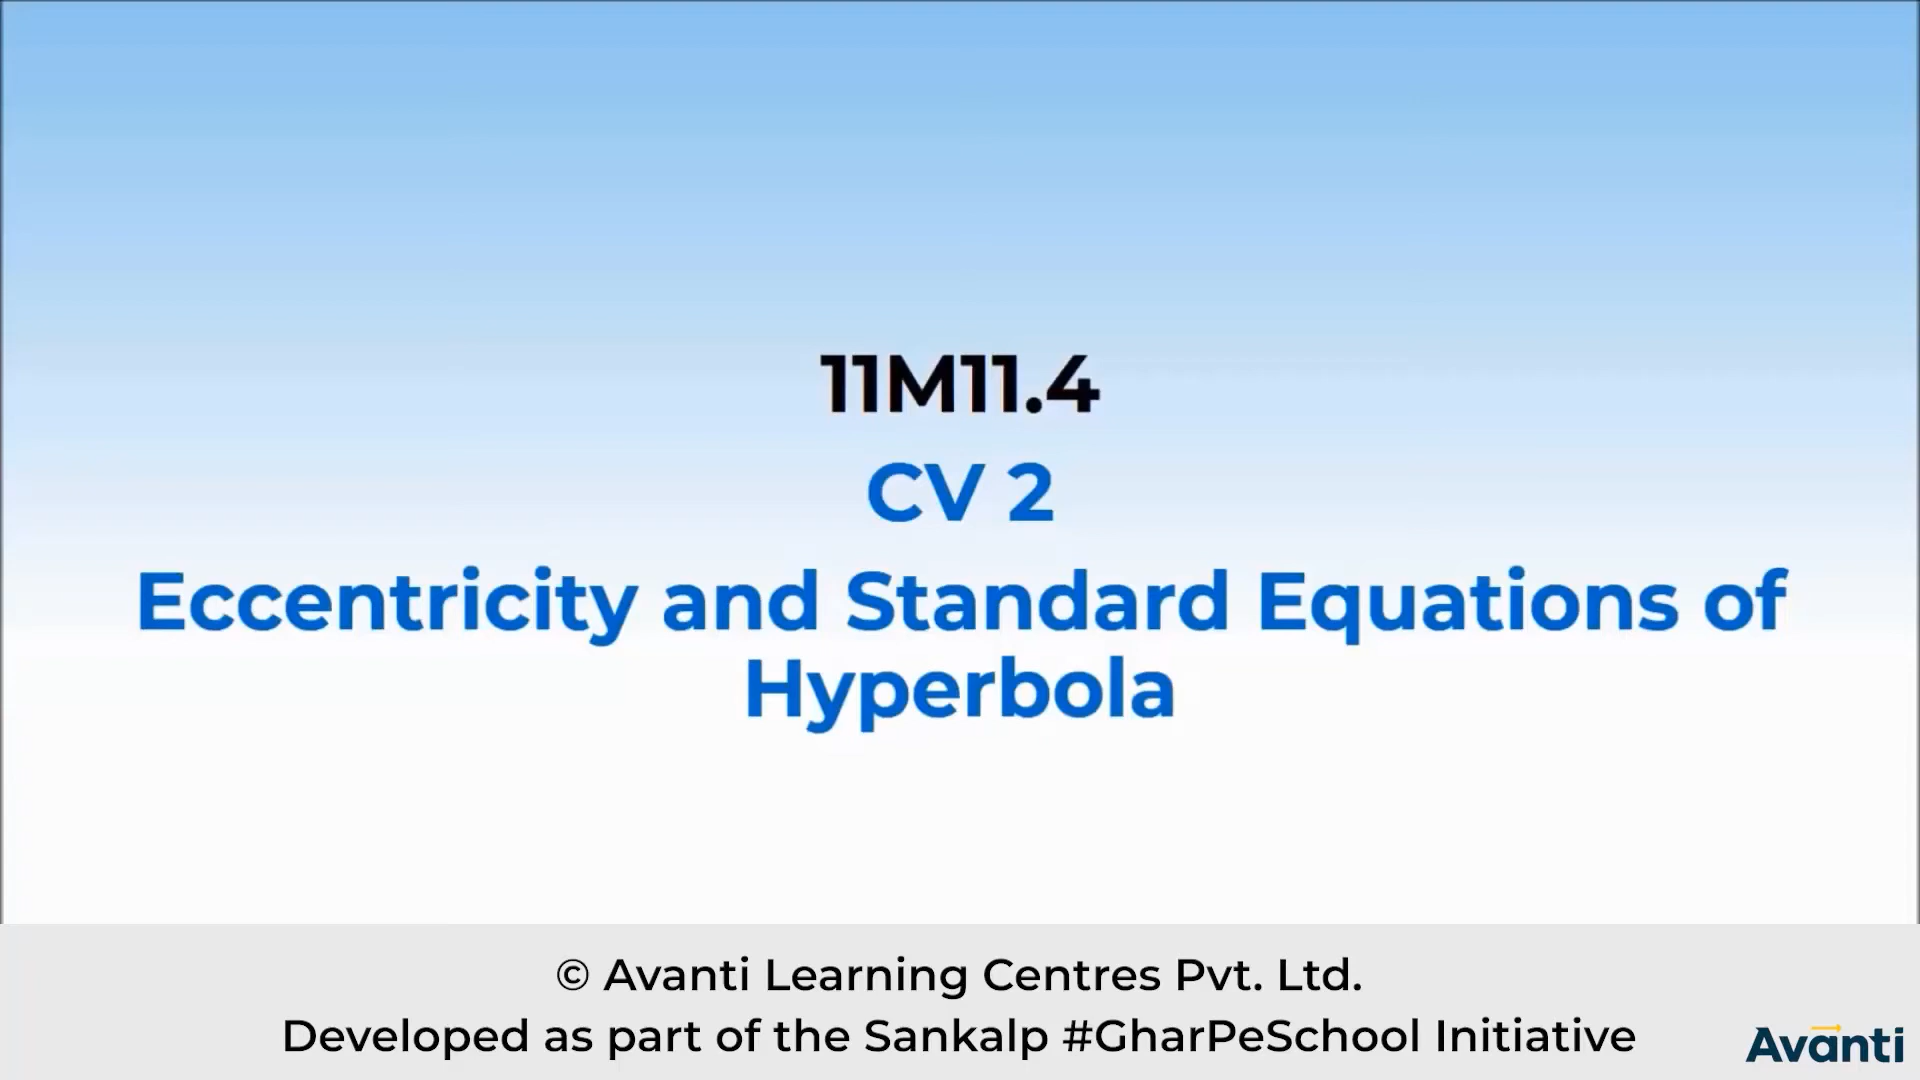 11M11.4
CV 2
Eccentricity and Standard Equations of
Hyperbola
© Avanti Learning Centres Pvt. Ltd.
Developed as part of the Sankalp #GharPeSchool Initiative
Avanti